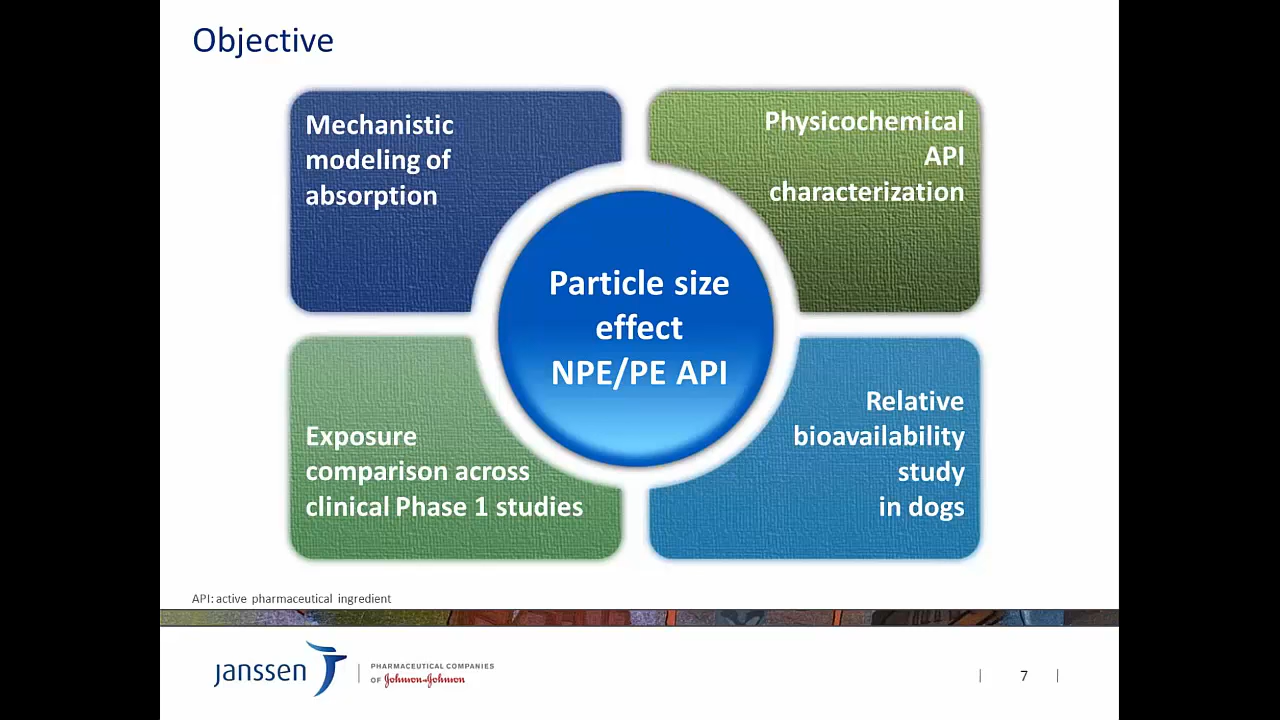 Objective
Mechanistic
modeling of
absorption
Physicochemical
API
characterization
Particle size
effect
NPE/PE API
Exposure
comparison across
clinical Phase 1 studies
Relative
bioavailability
study
in dogs
API: active pharmaceutical ingredient
janssen
PHARMACEUTICAL COMPANIES
OF Johnson-Johnson
7